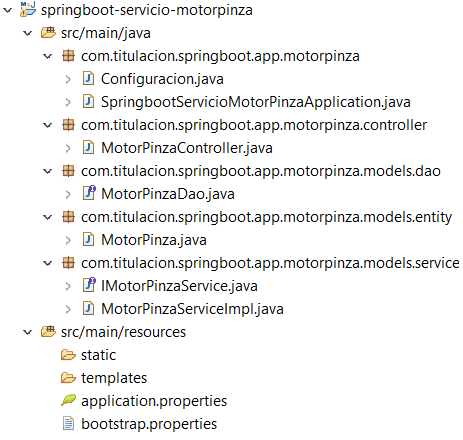 springboot-servicio-motorpinza
src/main/java
com.titulacion.springboot.app.motorpinza
Configuracion.java
SpringbootServicioMotorPinzaApplication.java
com.titulacion.springboot.app.motorpinza.controller
MotorPinzaController.java
com.titulacion.springboot.app.motorpinza.models.dao
MotorPinzaDao.java
com.titulacion.springboot.app.motorpinza.models.entity
MotorPinza.java
com.titulacion.springboot.app.motorpinza.models.service
IMotorPinzaService.java
MotorPinzaServiceImpl.java
src/main/resources
static
templates
application.properties
bootstrap.properties